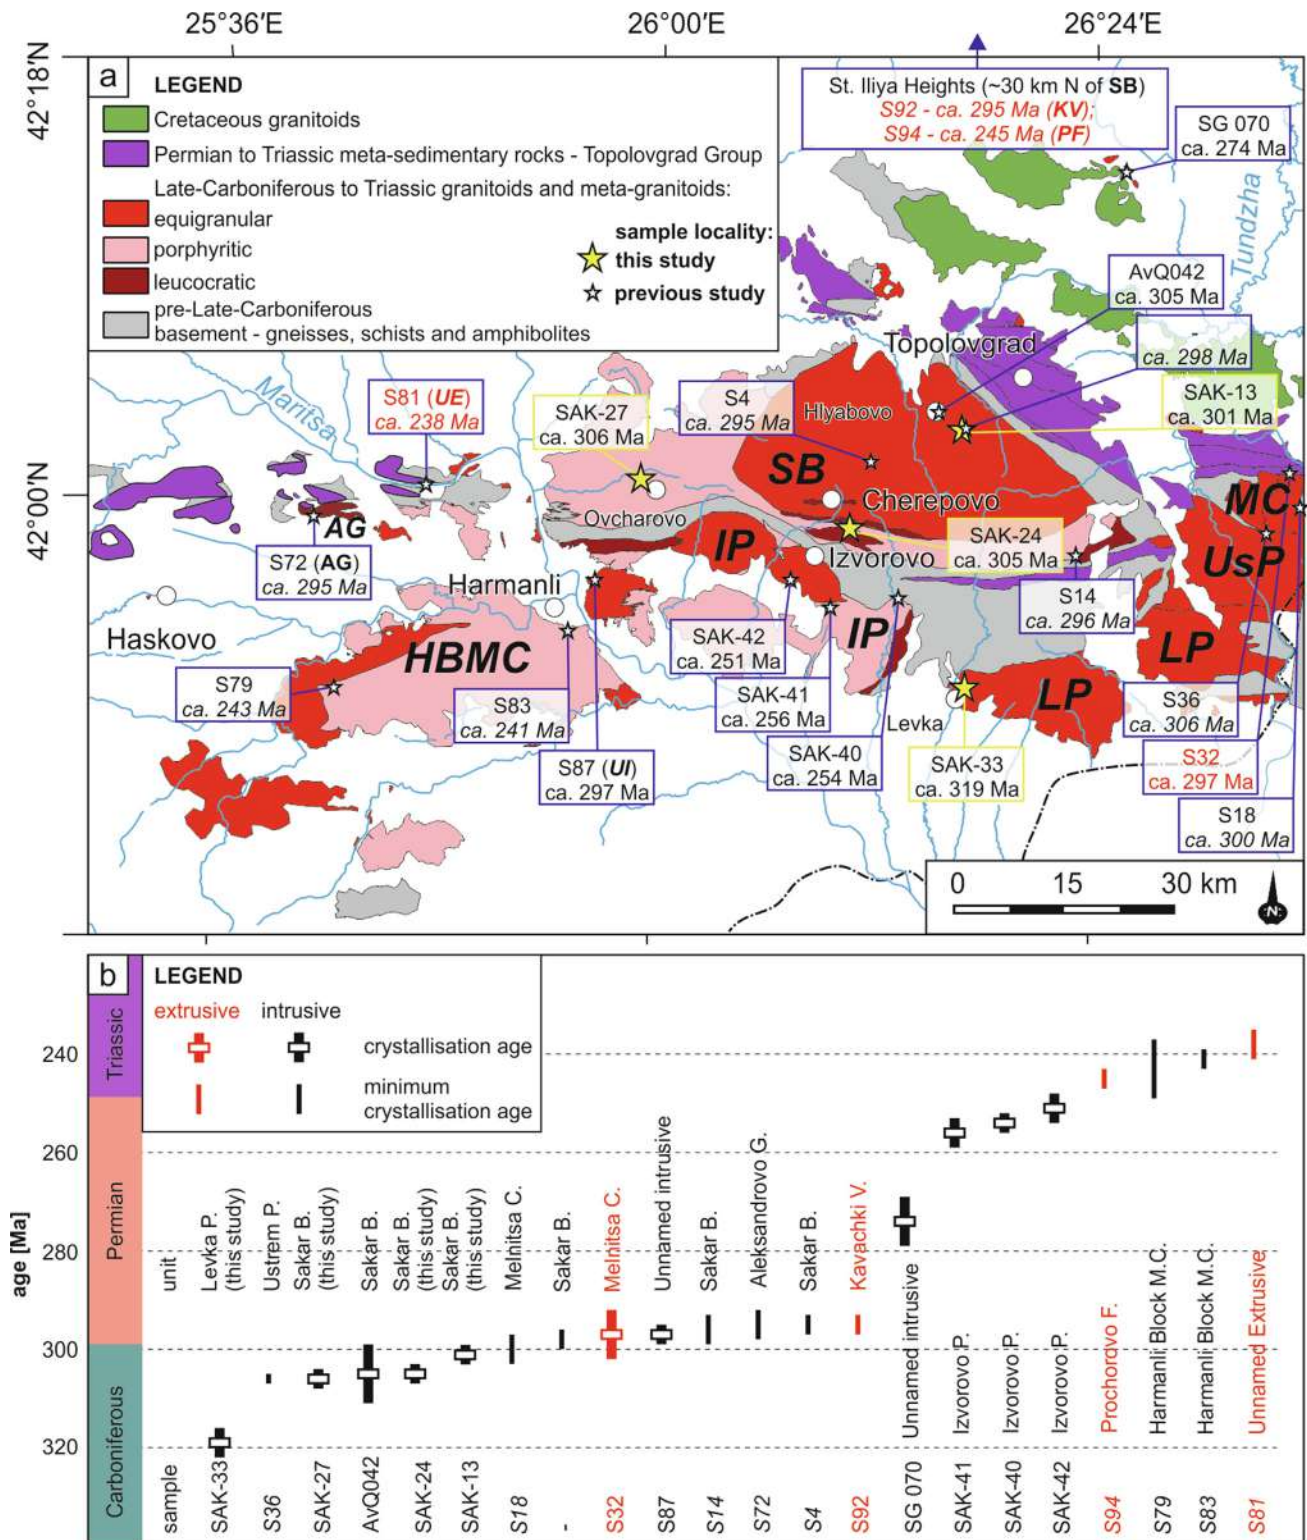 25°36′E
26°00′E
26°24′E
42°18′N
42°00′N
a
LEGEND
Cretaceous granitoids
Permian to Triassic meta-sedimentary rocks - Topolovgrad Group
Late-Carboniferous to Triassic granitoids and meta-granitoids:
equigranular
porphyritic
leucocratic
pre-Late-Carboniferous
basement - gneisses, schists and amphibolites
sample locality:
this study
previous study
St. Iliya Heights (~30 km N of SB)
S92 - ca. 295 Ma (KV);
S94 - ca. 245 Ma (PF)
SG 070
ca. 274 Ma
Tundzha
AvQ042
ca. 305 Ma
-
ca. 298 Ma
Topolovgrad
SAK-13
ca. 301 Ma
Maritsa
S81 (UE)
ca. 238 Ma
SAK-27
ca. 306 Ma
S4
ca. 295 Ma
Hlyabovo
SB
MC
Cherepovo
Ovcharovo
AG
IP
SAK-24
ca. 305 Ma
Izvorovo
UsP
S72 (AG)
ca. 295 Ma
Harmanli
S14
ca. 296 Ma
Haskovo
HBMC
SAK-42
ca. 251 Ma
IP
LP
S79
ca. 243 Ma
S83
ca. 241 Ma
SAK-41
ca. 256 Ma
LP
S36
ca. 306 Ma
Levka
SAK-40
ca. 254 Ma
S87 (UI)
ca. 297 Ma
SAK-33
ca. 319 Ma
S32
ca. 297 Ma
S18
ca. 300 Ma
0 15 30 km
N
b
LEGEND
extrusive intrusive
crystallisation age
minimum
crystallisation age
age [Ma]
240
260
280
300
320
Triassic
Permian
Carboniferous
unit
Levka P.
(this study)
Ustrem P.
Sakar B.
(this study)
Sakar B.
Sakar B.
(this study)
Sakar B.
(this study)
Melnitsa C.
Sakar B.
Melnitsa C.
Unnamed intrusive
Sakar B.
Aleksandrovo G.
Sakar B.
Kavachki V.
Unnamed intrusive
Izvorovo P.
Izvorovo P.
Izvorovo P.
Prochorovo F.
Harmanli Block M.C.
Harmanli Block M.C.
Unnamed Extrusive
sample
SAK-33
S36
SAK-27
AvQ042
SAK-24
SAK-13
S18
-
S32
S87
S14
S72
S4
S92
SG 070
SAK-41
SAK-40
SAK-42
S94
S79
S83
S81